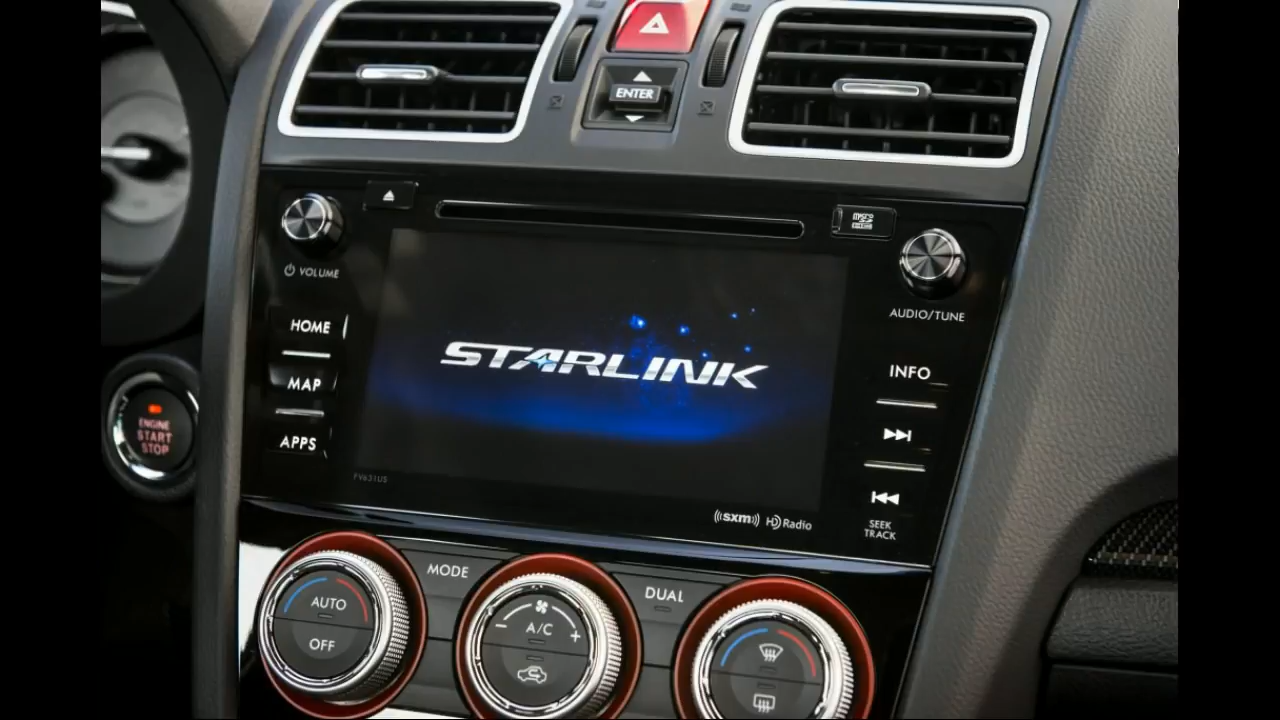 ENTER
VOLUME
AUDIO/TUNE
HOME
MAP
APPS
STARLINK
INFO
SEEK
TRACK
ENGINE
START
STOP
FV631US
((sxm)) HD Radio
MODE
DUAL
AUTO
OFF
A/C